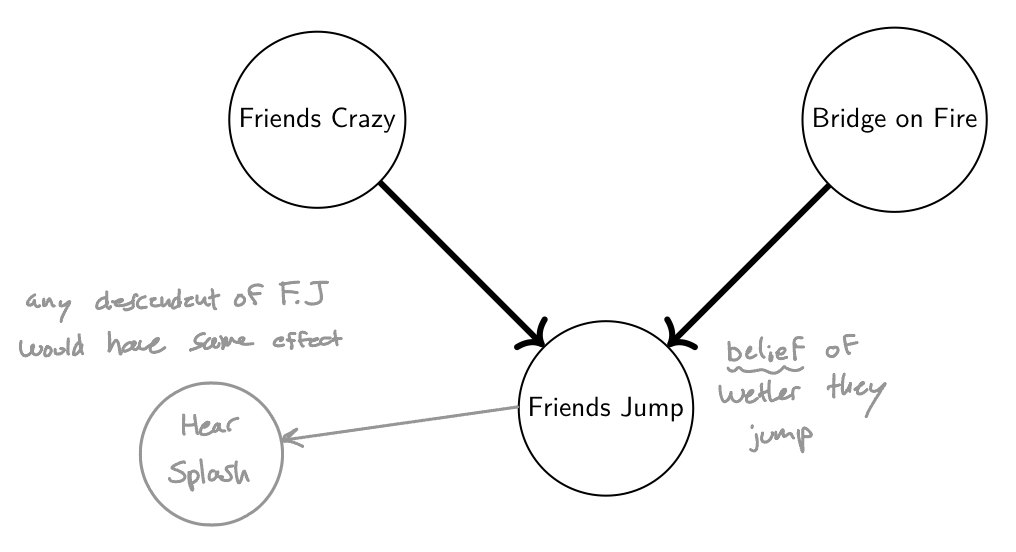 Friends Crazy
Bridge on Fire
any descendent of F.J
would have same effect
belief of
wetler they
jump
Friends Jump
Hear
Splash